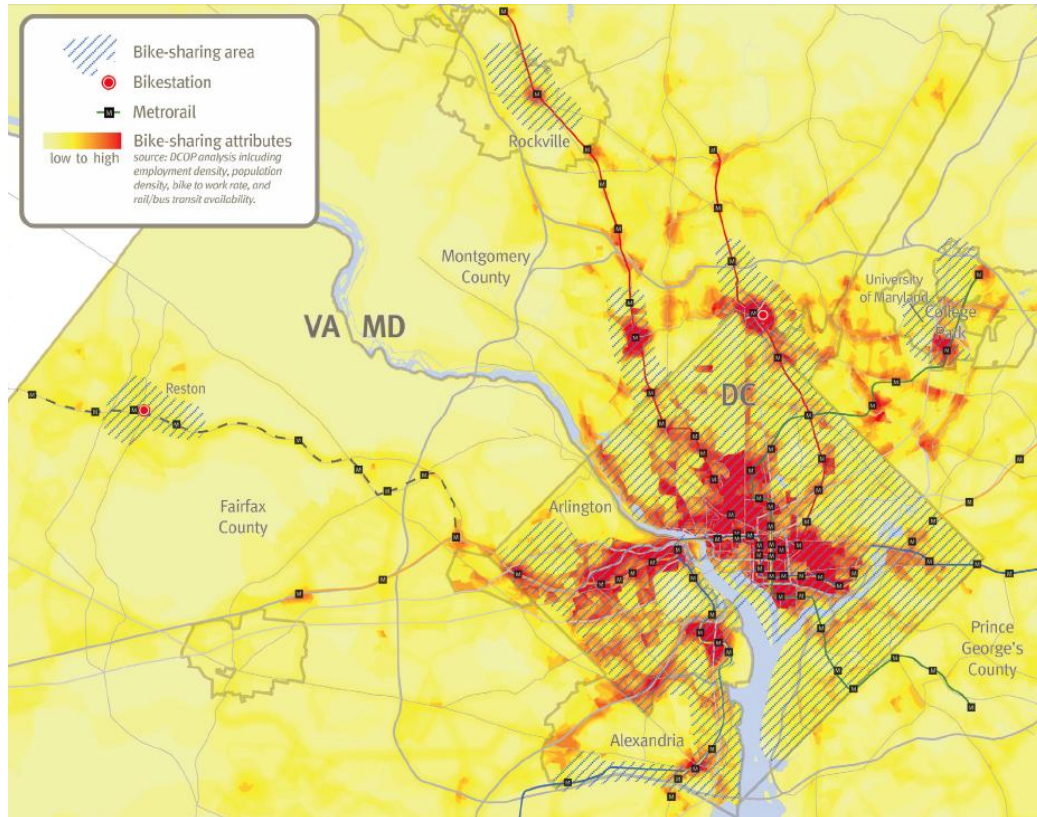 Bike-sharing area
Bikestation
M Metrorail
Bike-sharing attributes
low to high
source: DCOP analysis inlcuding
employment density, population
density, bike to work rate, and
rail/bus transit availability.
Rockville
Montgomery
County
University
of Maryland
College
Park
VA MD
DC
Reston
Fairfax
County
Arlington
Prince
George's
County
Alexandria